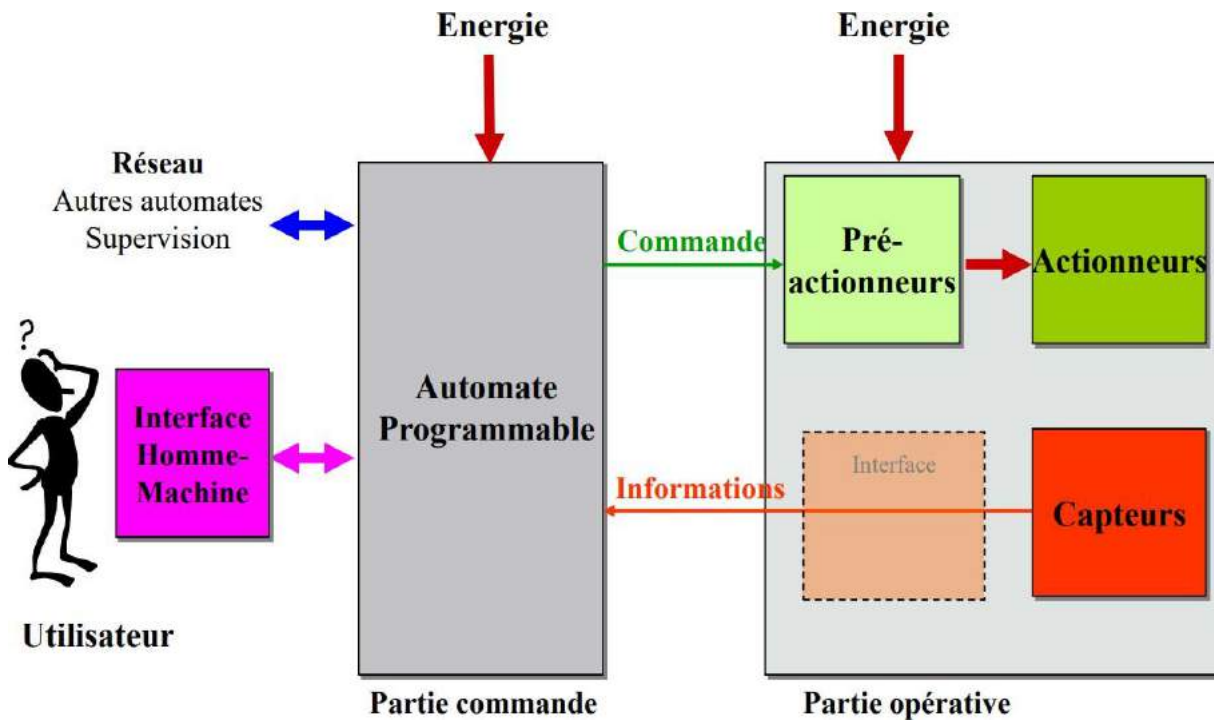 Energie
Energie
Réseau
Autres automates
Supervision
Commande
Pré-
actionneurs
Actionneurs
?
Interface
Homme-
Machine
Automate
Programmable
Interface
Informations
Capteurs
Utilisateur
Partie commande
Partie opérative